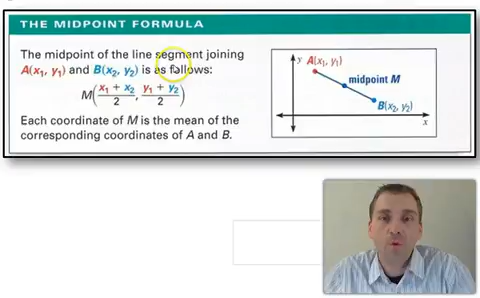 THE MIDPOINT FORMULA
The midpoint of the line segment joining
A(x₁, y₁) and B(x₂, y₂) is as follows:
M((x₁ + x₂)/2, (y₁ + y₂)/2)
Each coordinate of M is the mean of the
corresponding coordinates of A and B.
y A(x₁, y₁)
midpoint M
B(x₂, y₂)
x